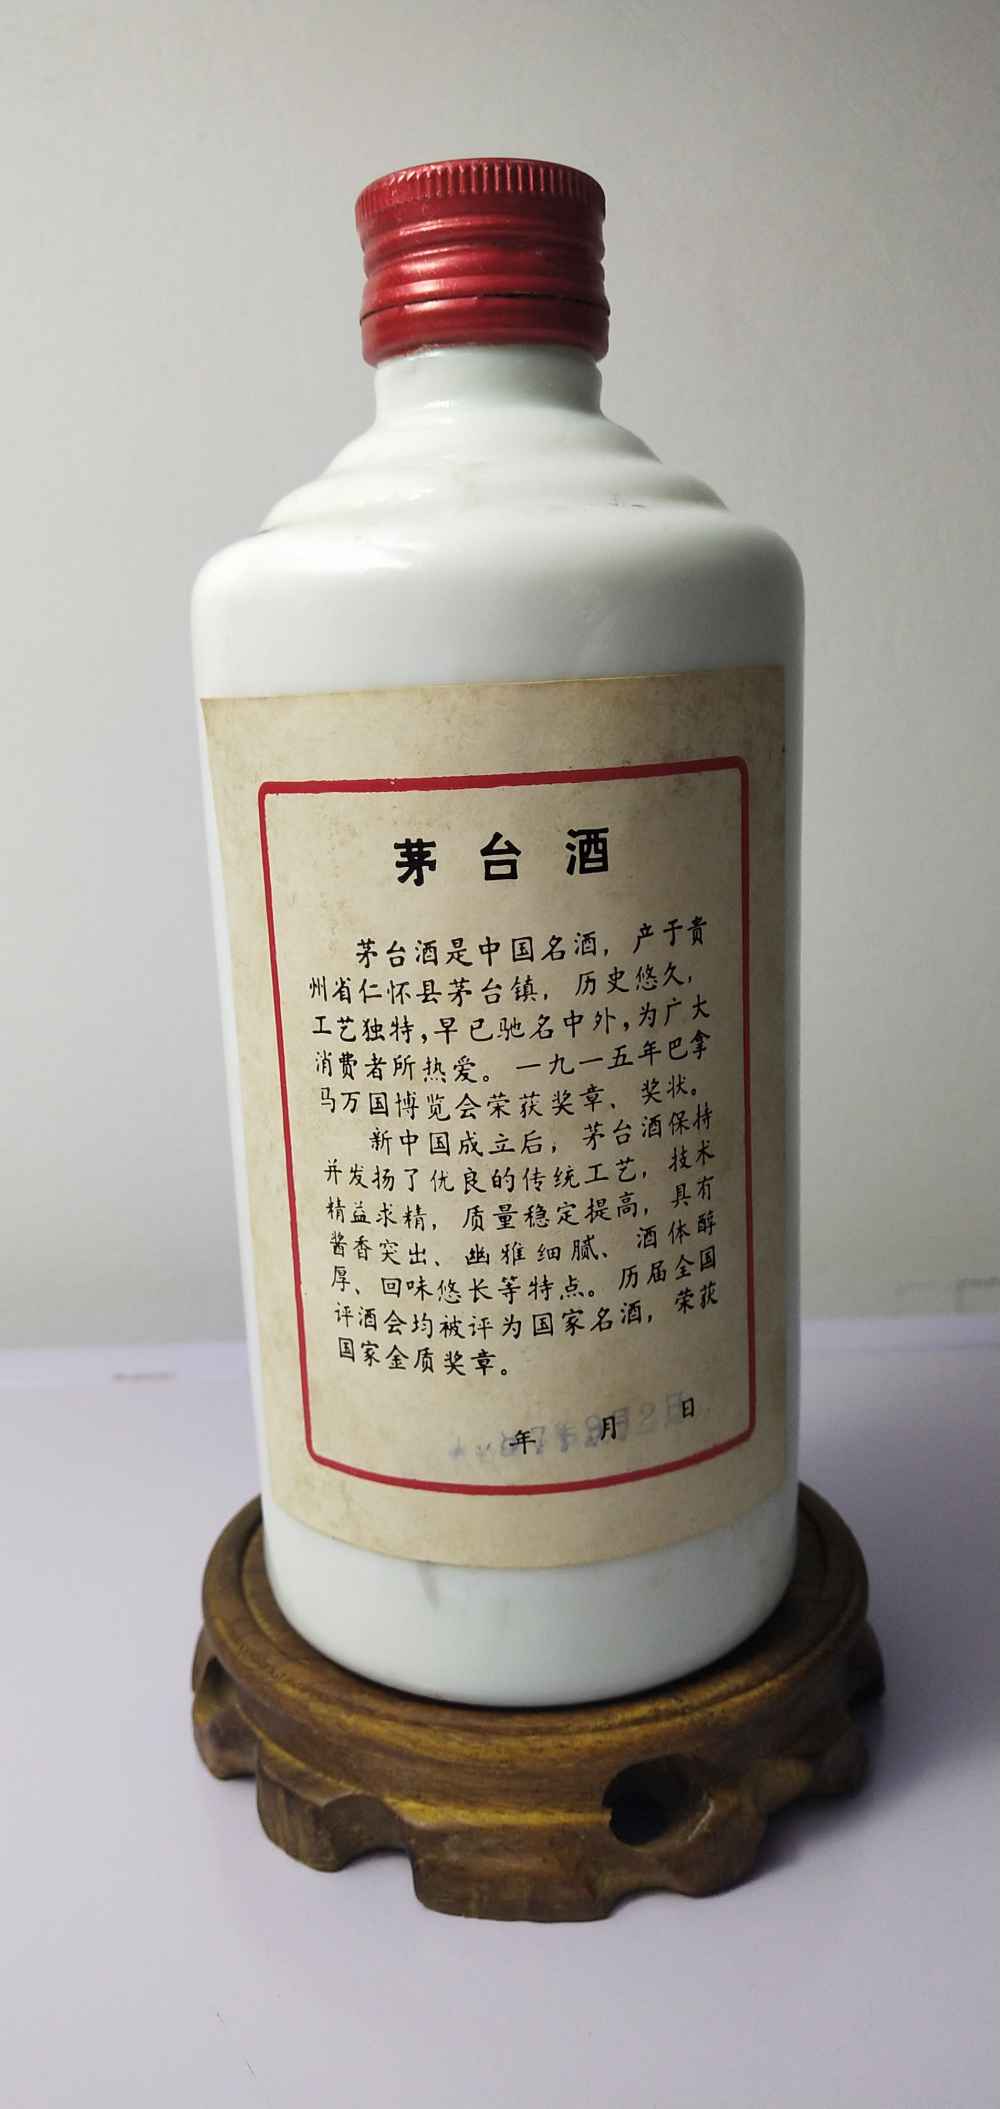 茅台酒
茅台酒是中国名酒，产于贵
州省仁怀县茅台镇，历史悠久，
工艺独特，早已驰名中外，为广大
消费者所热爱。一九一五年巴拿
马万国博览会荣获奖章、奖状。
新中国成立后，茅台酒保持
并发扬了优良的传统工艺，技术
精益求精，质量稳定提高，具有
酱香突出、幽雅细腻、酒体醇
厚、回味悠长等特点。历届全国
评酒会均被评为国家名酒，荣获
国家金质奖章。
年 月 日